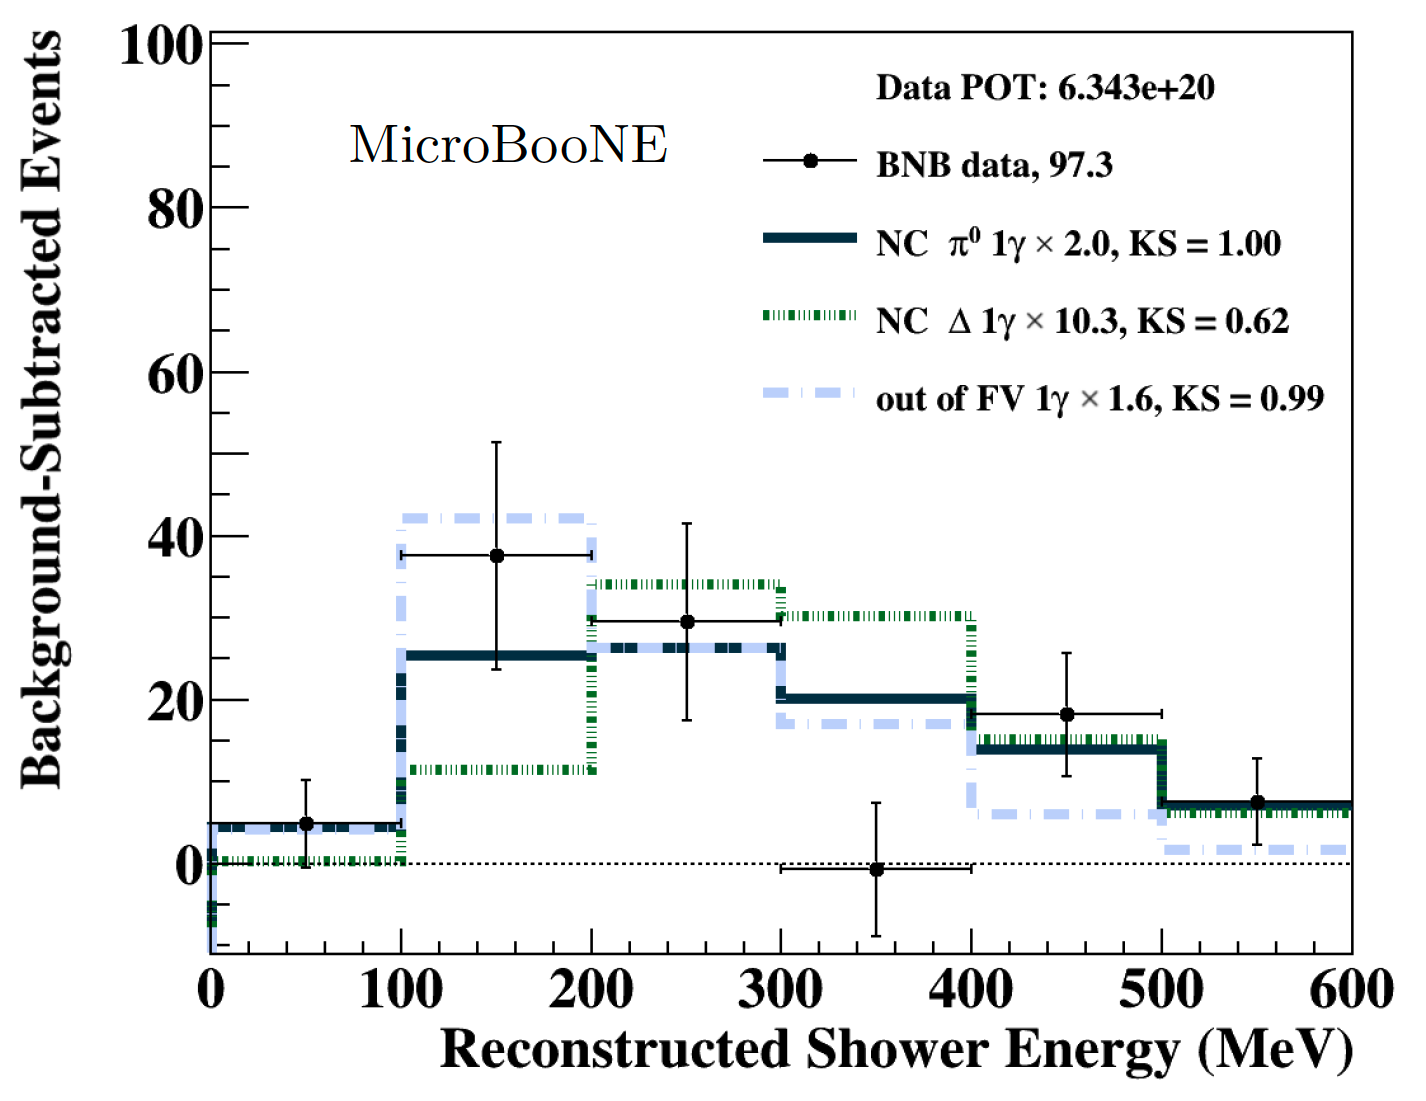 Background-Subtracted Events
100
80
60
40
20
0
MicroBooNE
Data POT: 6.343e+20
BNB data, 97.3
NC π⁰ 1γ × 2.0, KS = 1.00
NC Δ 1γ × 10.3, KS = 0.62
out of FV 1γ × 1.6, KS = 0.99
0 100 200 300 400 500 600
Reconstructed Shower Energy (MeV)